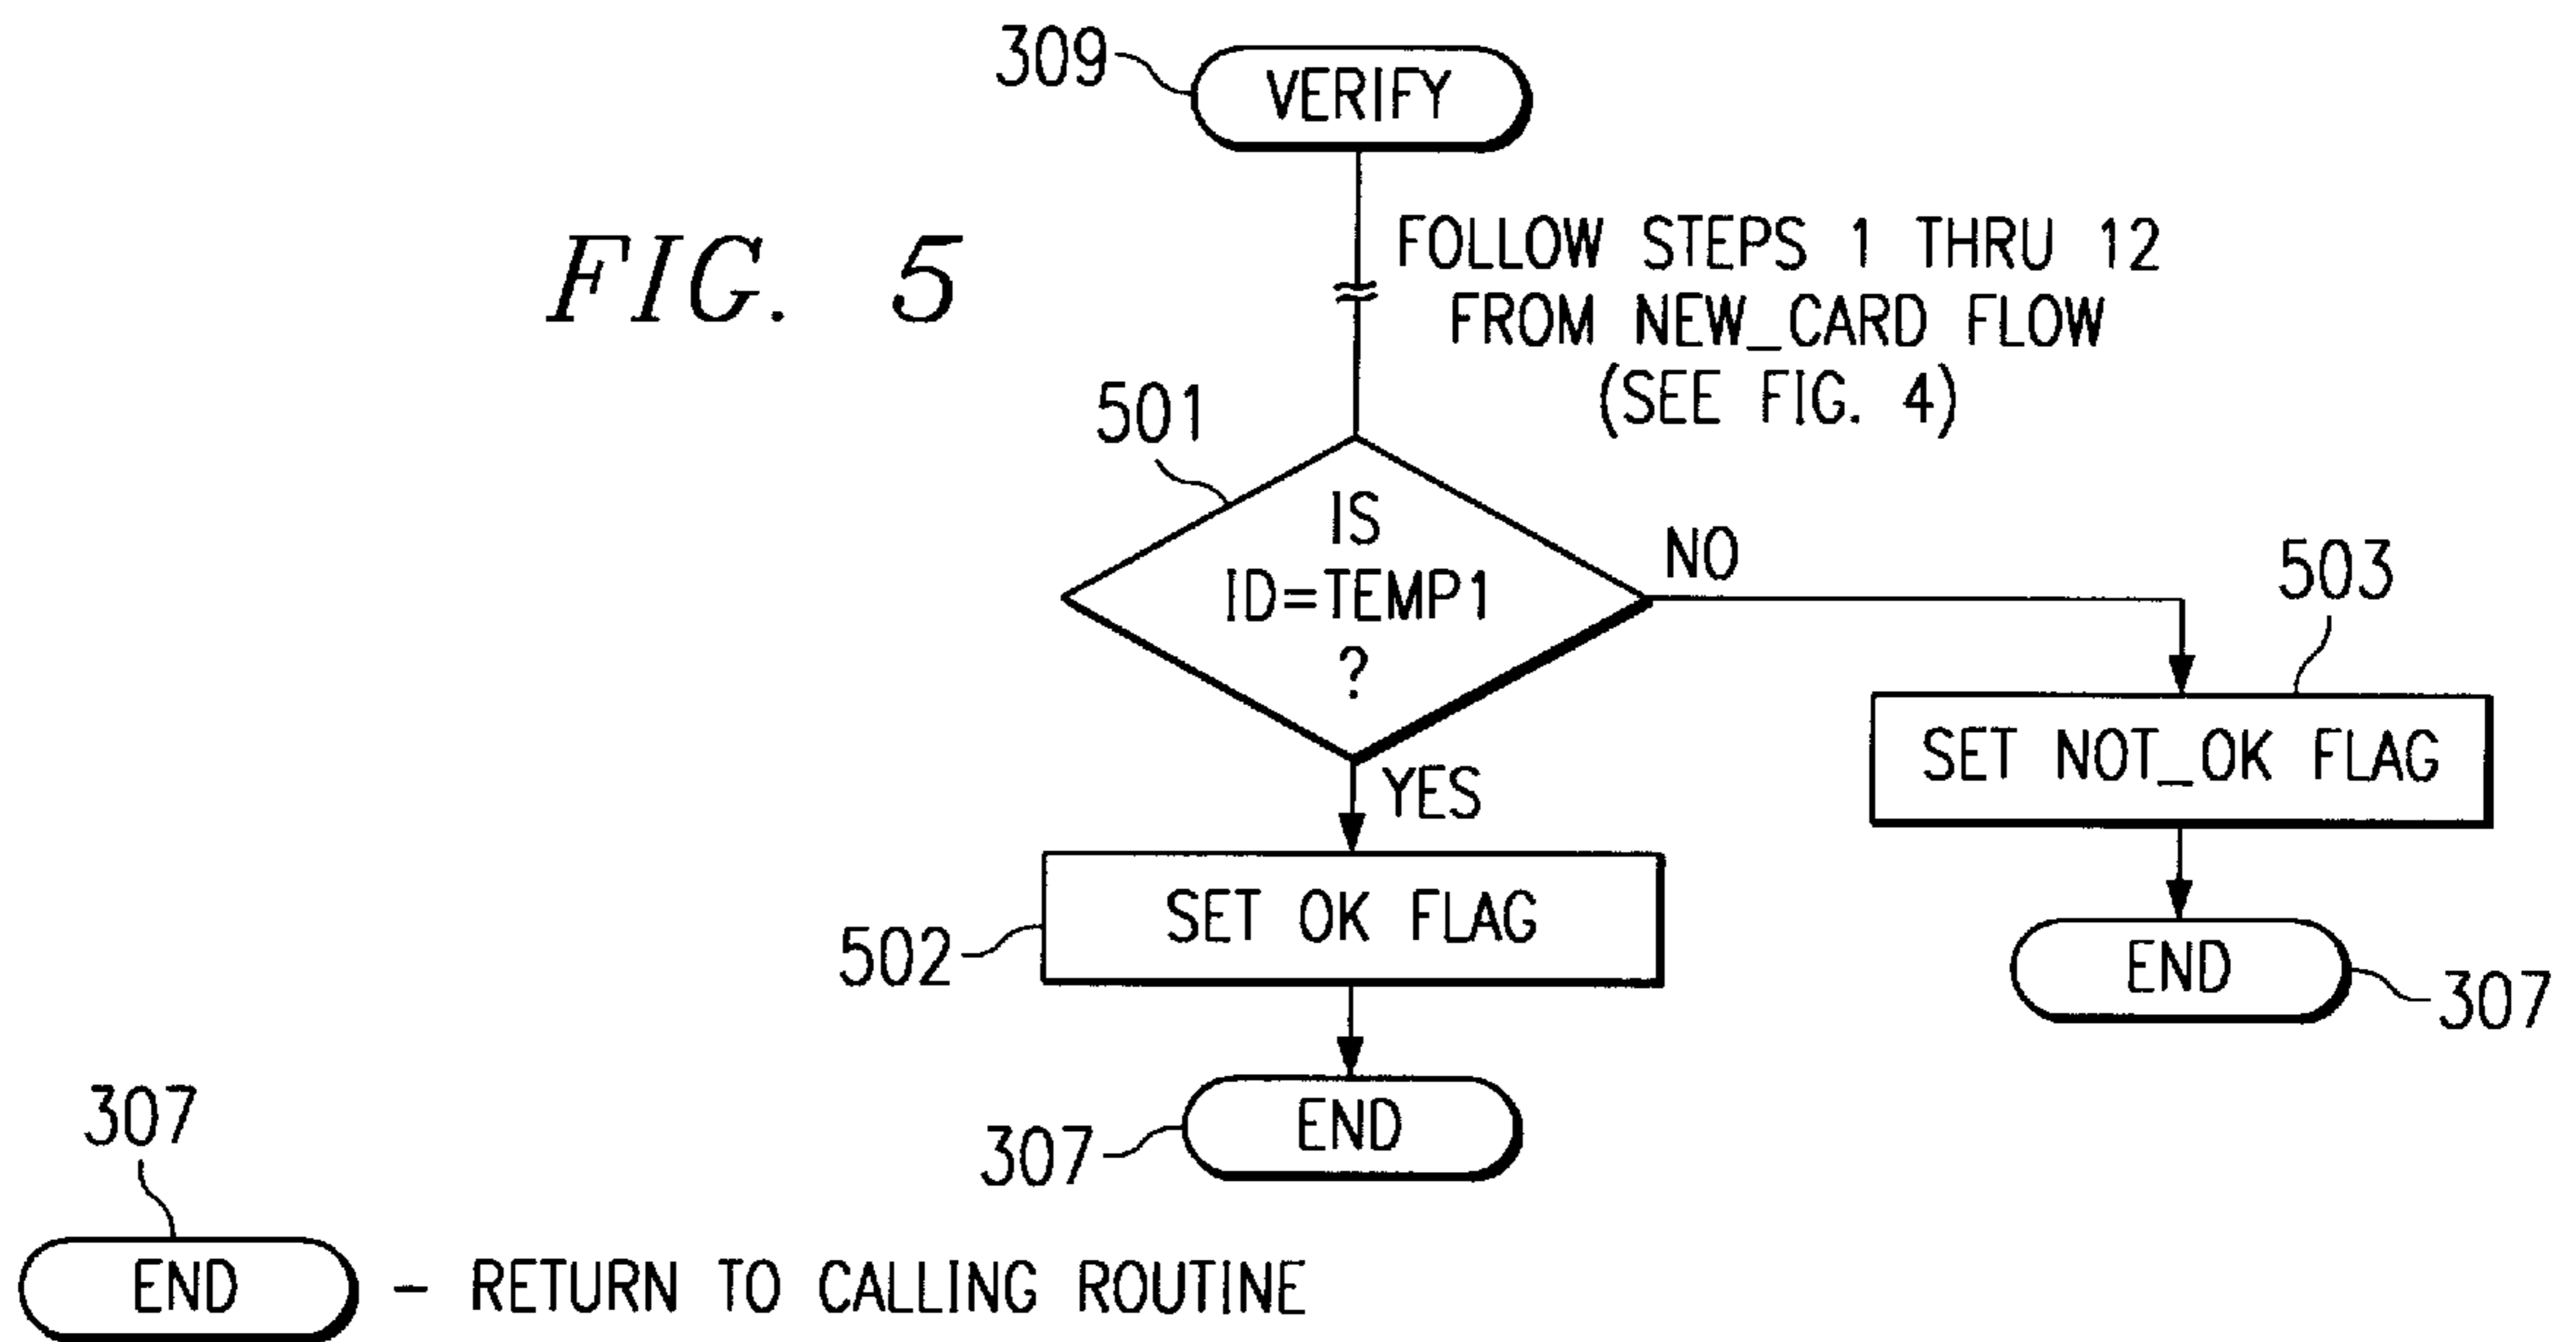 309
VERIFY
FIG. 5
FOLLOW STEPS 1 THRU 12
FROM NEW_CARD FLOW
(SEE FIG. 4)
501
IS
ID=TEMP1
?
NO
503
SET NOT_OK FLAG
YES
502
SET OK FLAG
END
307
307
END
307
END
- RETURN TO CALLING ROUTINE